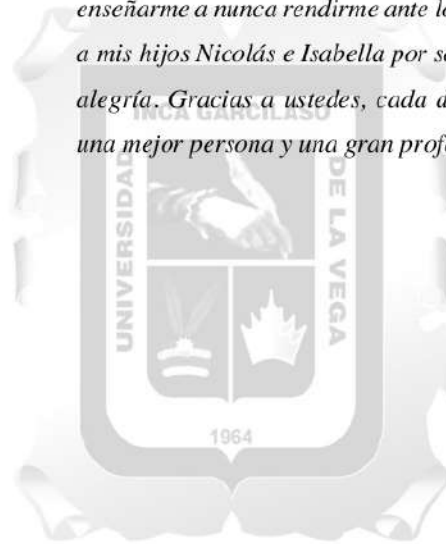 enseñarme a nunca rendirme ante
a mis hijos Nicolás e Isabella por
alegría. Gracias a ustedes, cada
una mejor persona y una gran
INCA GARCILASO
UNIVERSIDAD
DE LA VEGA
1964